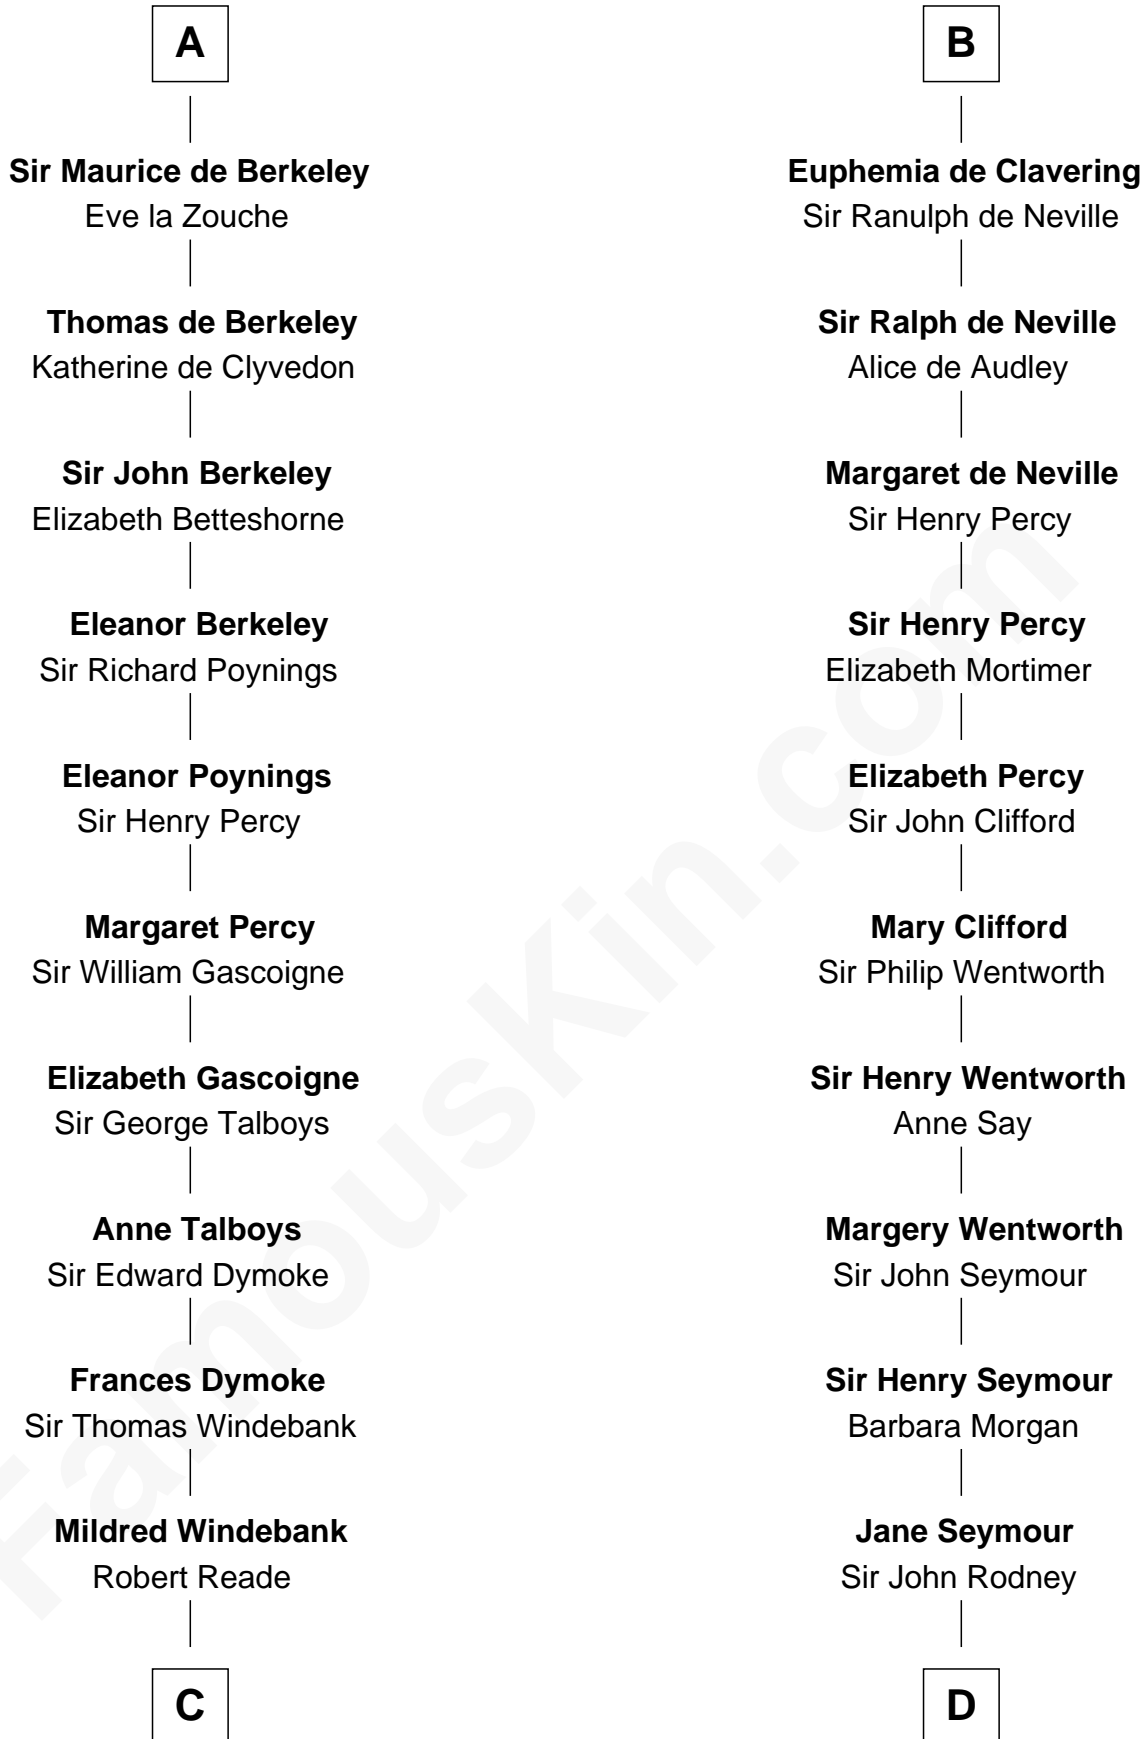 A
Sir Maurice de Berkeley
Eve la Zouche
Thomas de Berkeley
Katherine de Clyvedon
Sir John Berkeley
Elizabeth Betteshorne
Eleanor Berkeley
Sir Richard Poynings
Eleanor Poynings
Sir Henry Percy
Margaret Percy
Sir William Gascoigne
Elizabeth Gascoigne
Sir George Talboys
Anne Talboys
Sir Edward Dymoke
Frances Dymoke
Sir Thomas Windebank
Mildred Windebank
Robert Reade
C
B
Euphemia de Clavering
Sir Ranulph de Neville
Sir Ralph de Neville
Alice de Audley
Margaret de Neville
Sir Henry Percy
Sir Henry Percy
Elizabeth Mortimer
Elizabeth Percy
Sir John Clifford
Mary Clifford
Sir Philip Wentworth
Sir Henry Wentworth
Anne Say
Margery Wentworth
Sir John Seymour
Sir Henry Seymour
Barbara Morgan
Jane Seymour
Sir John Rodney
D
FamousKin.com